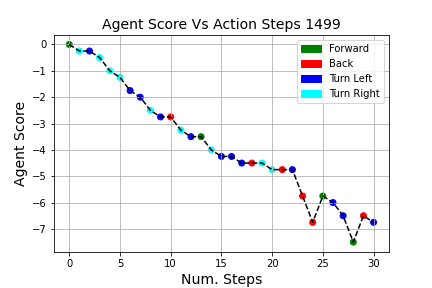 Agent Score Vs Action Steps 1499
Forward
Back
Turn Left
Turn Right
Agent Score
0
−1
−2
−3
−4
−5
−6
−7
0 5 10 15 20 25 30
Num. Steps